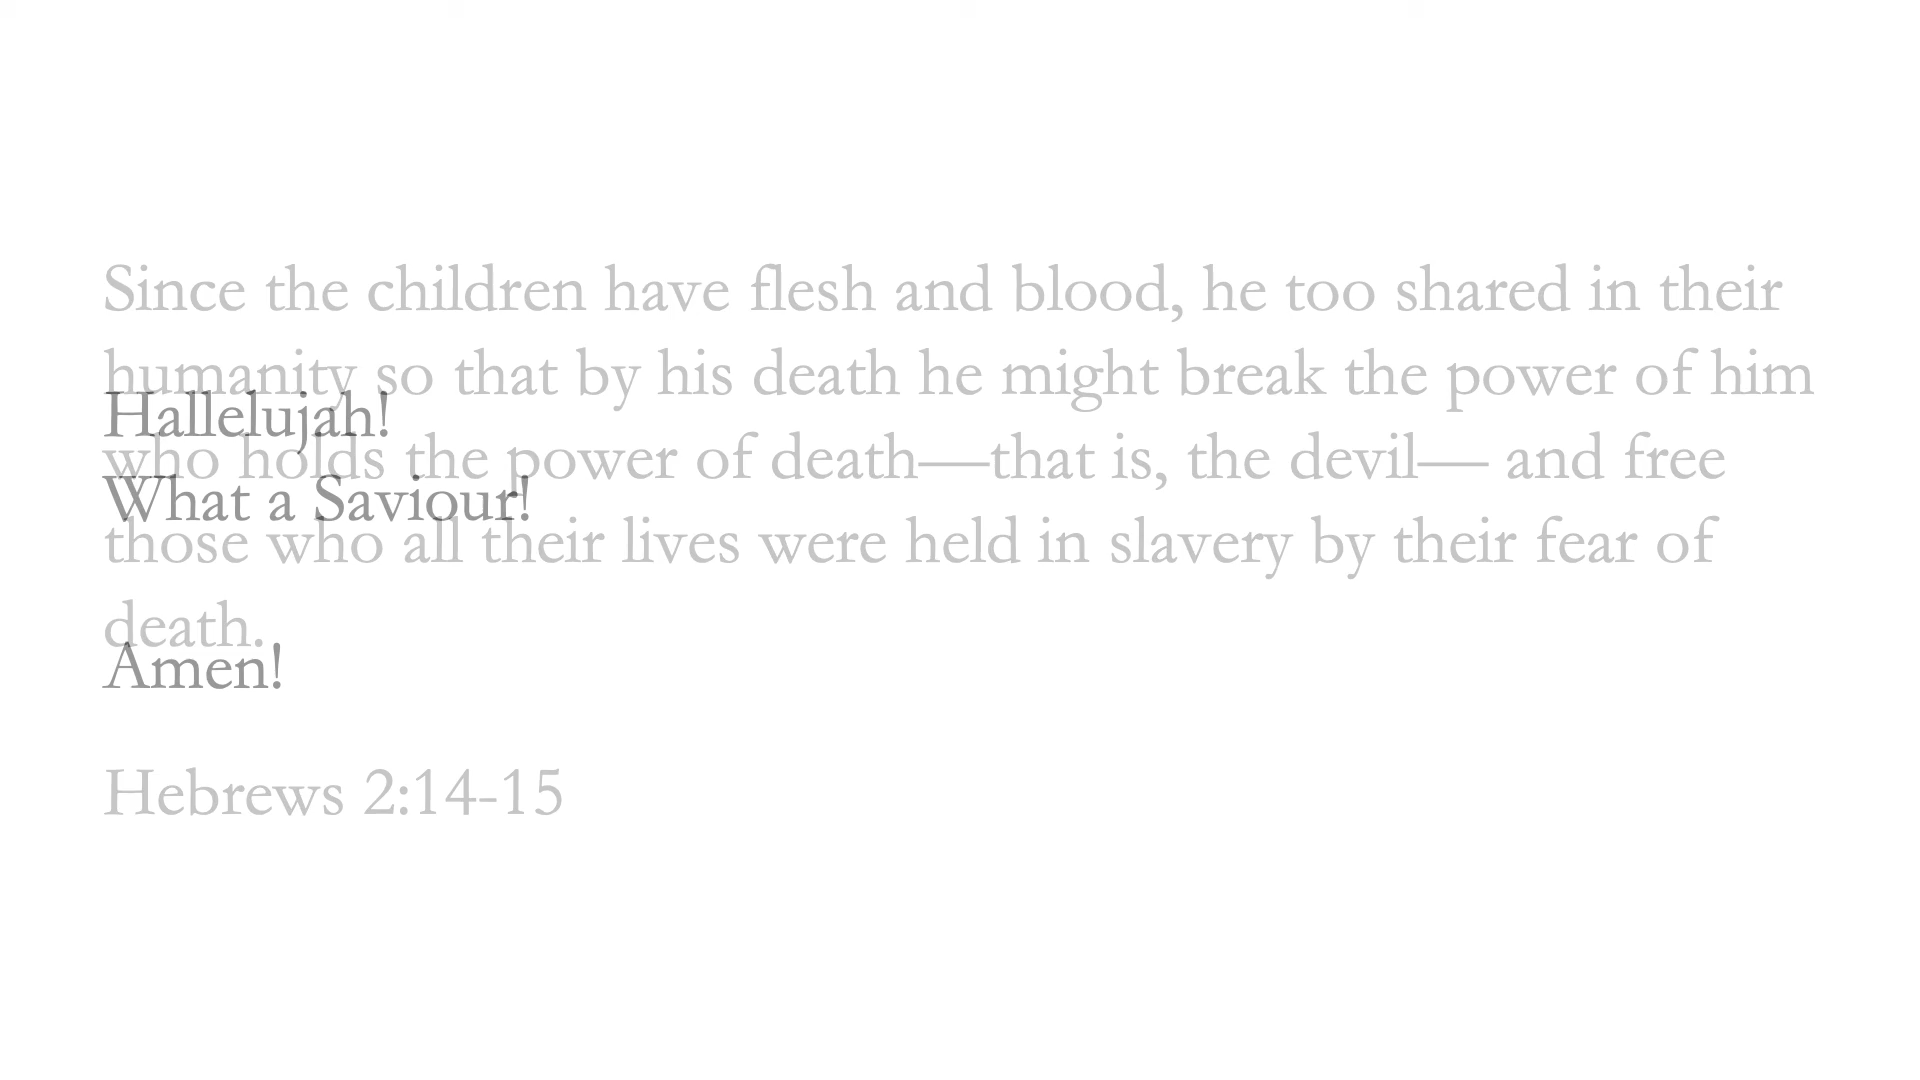 Since the children have flesh and blood, he too shared in their
humanity so that by his death he might break the power of him
Hallelujah!
who holds the power of death—that is, the devil— and free
What a Saviour!
those who all their lives were held in slavery by their fear of
death.
Amen!
Hebrews 2:14-15